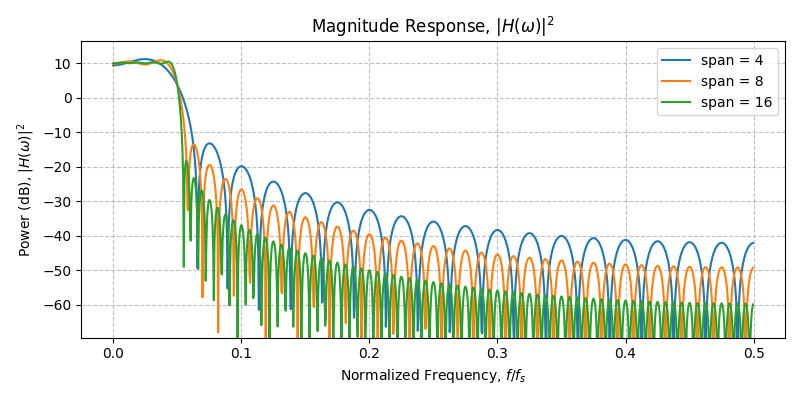 Magnitude Response, |H(ω)|²
Power (dB), |H(ω)|²
10
0
−10
−20
−30
−40
−50
−60
span = 4
span = 8
span = 16
0.0 0.1 0.2 0.3 0.4 0.5
Normalized Frequency, f/fₛ